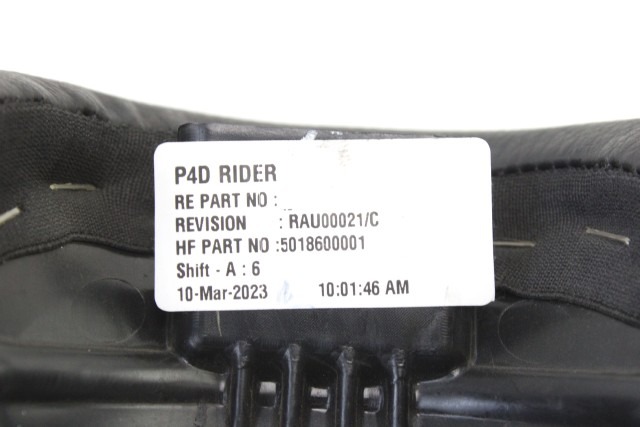 P4D RIDER
RE PART NO :
REVISION : RAU00021/C
HF PART NO :5018600001
Shift - A : 6
10-Mar-2023 10:01:46 AM